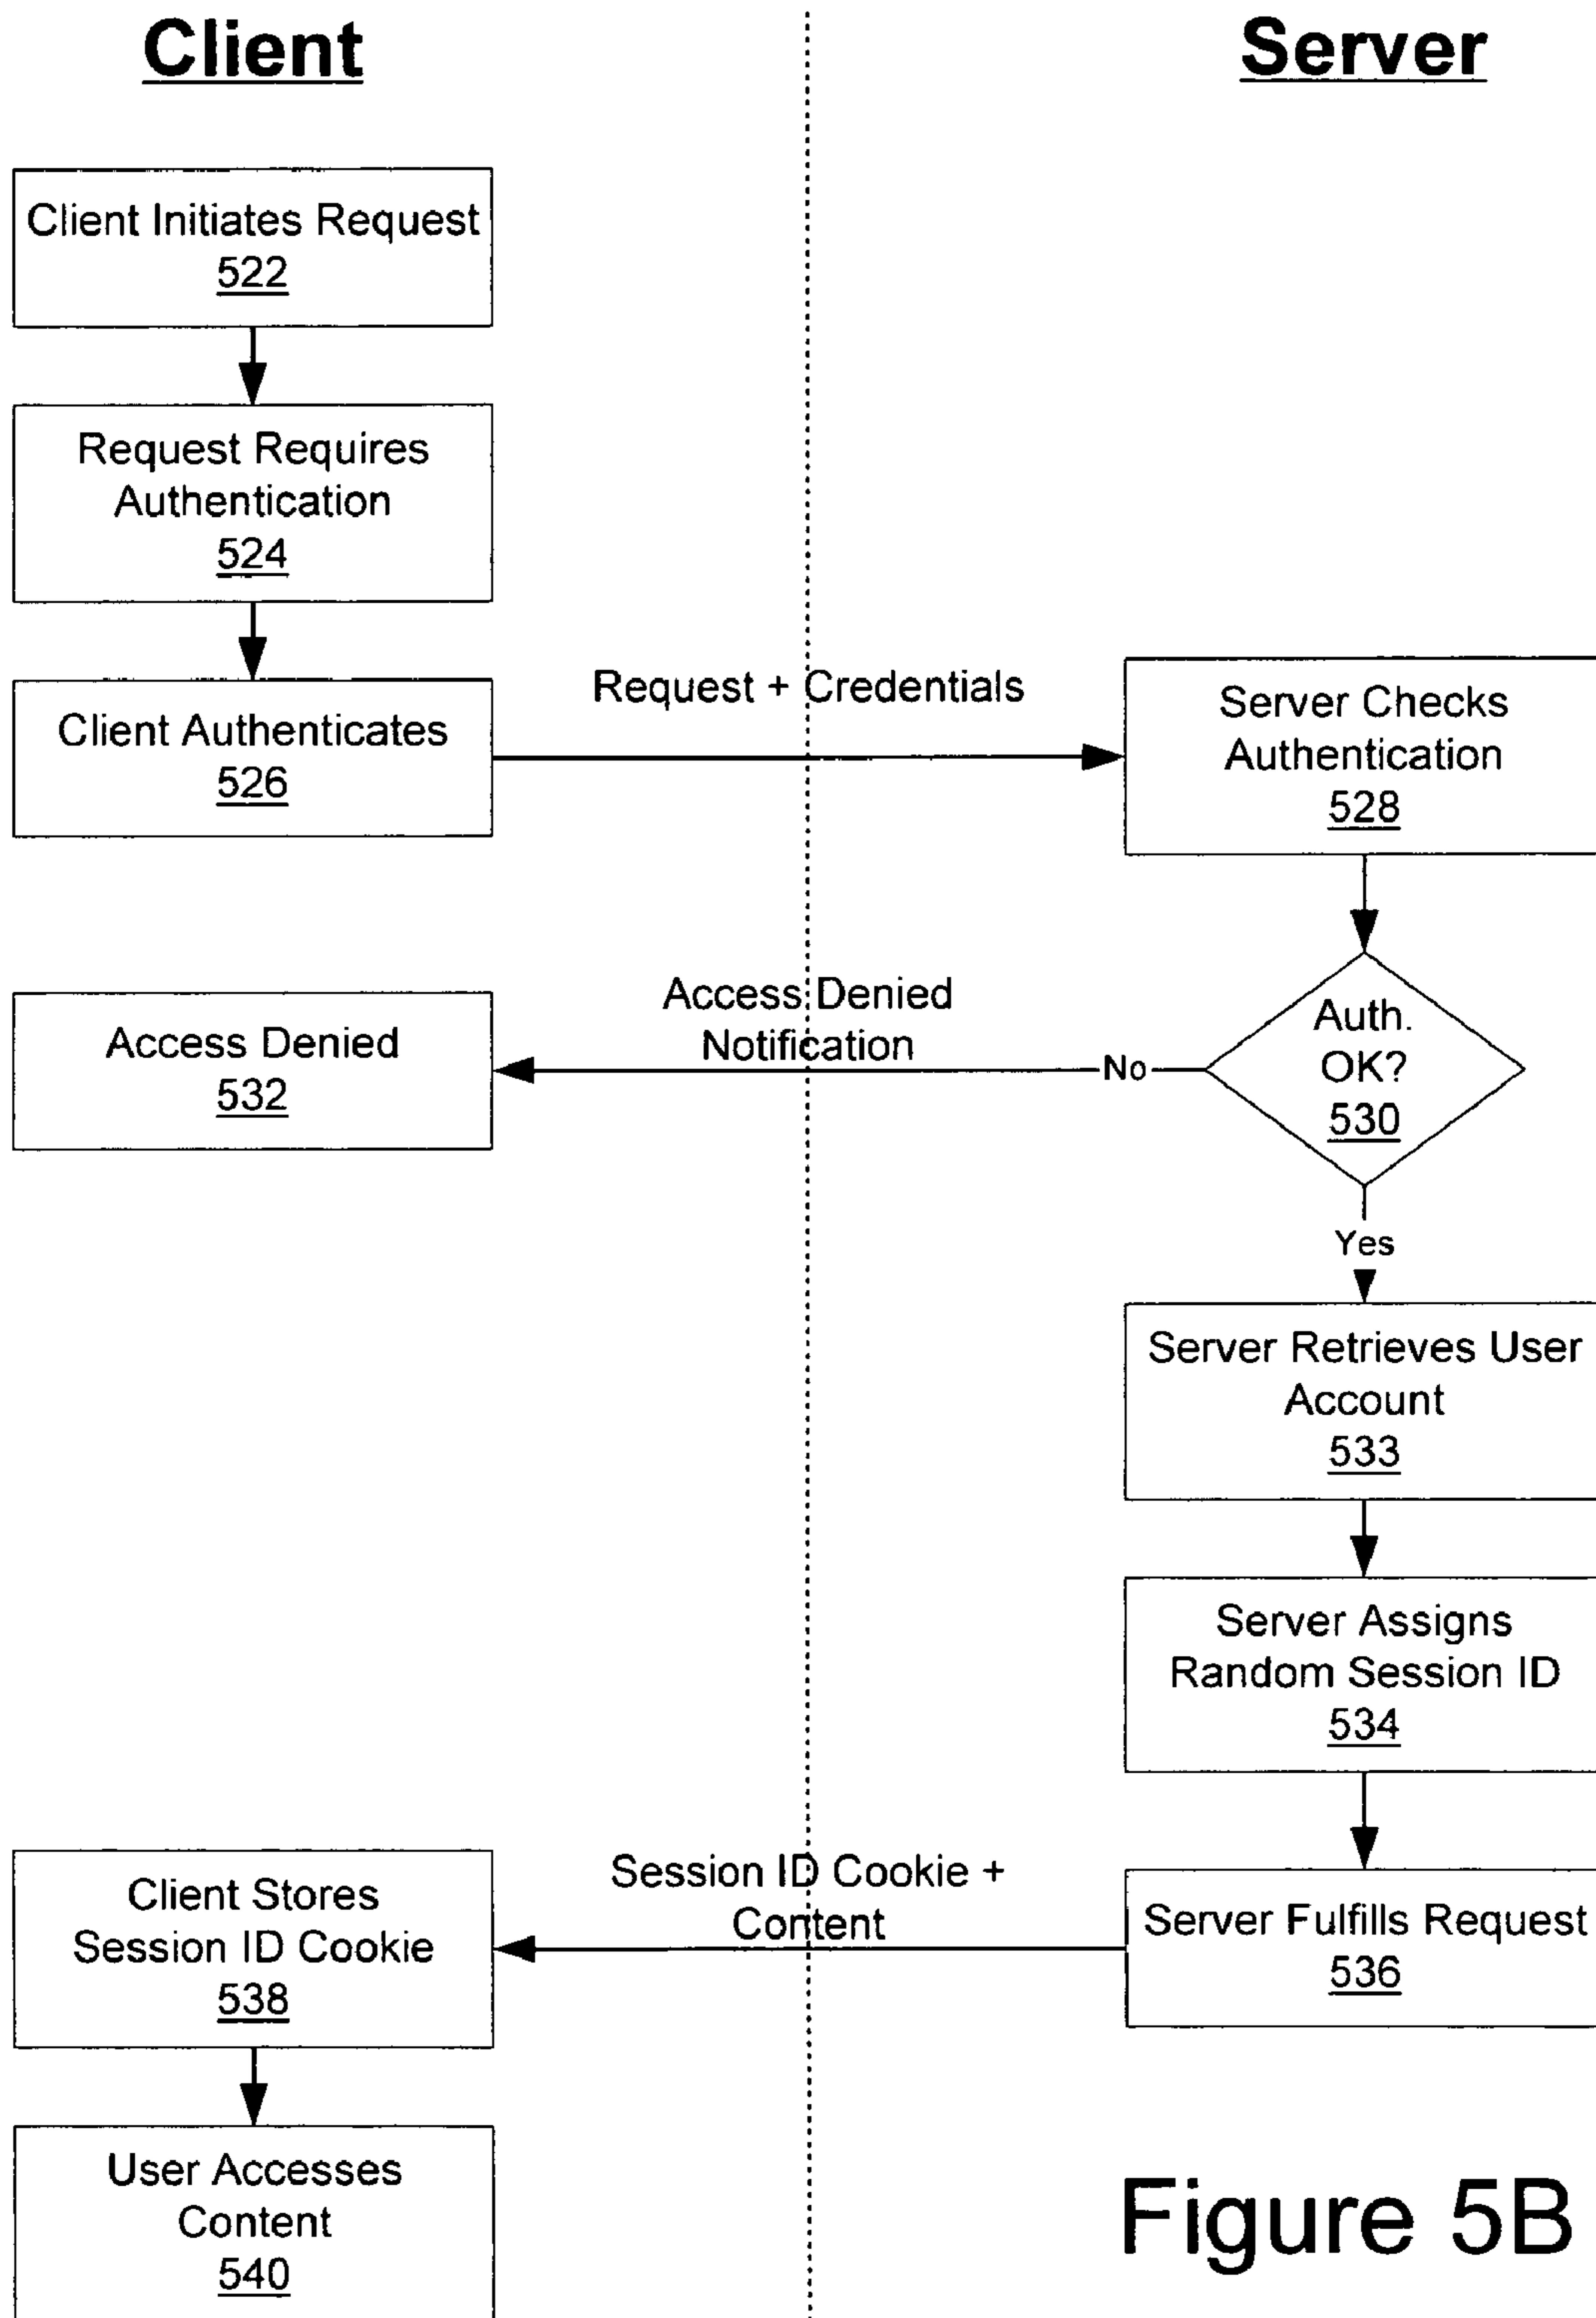 Client
Server
Client Initiates Request
522
Request Requires
Authentication
524
Client Authenticates
526
Request + Credentials
Server Checks
Authentication
528
Access Denied
Notification
Access Denied
532
No
Auth.
OK?
530
Yes
Server Retrieves User
Account
533
Server Assigns
Random Session ID
534
Server Fulfills Request
536
Session ID Cookie +
Content
Client Stores
Session ID Cookie
538
User Accesses
Content
540
Figure 5B